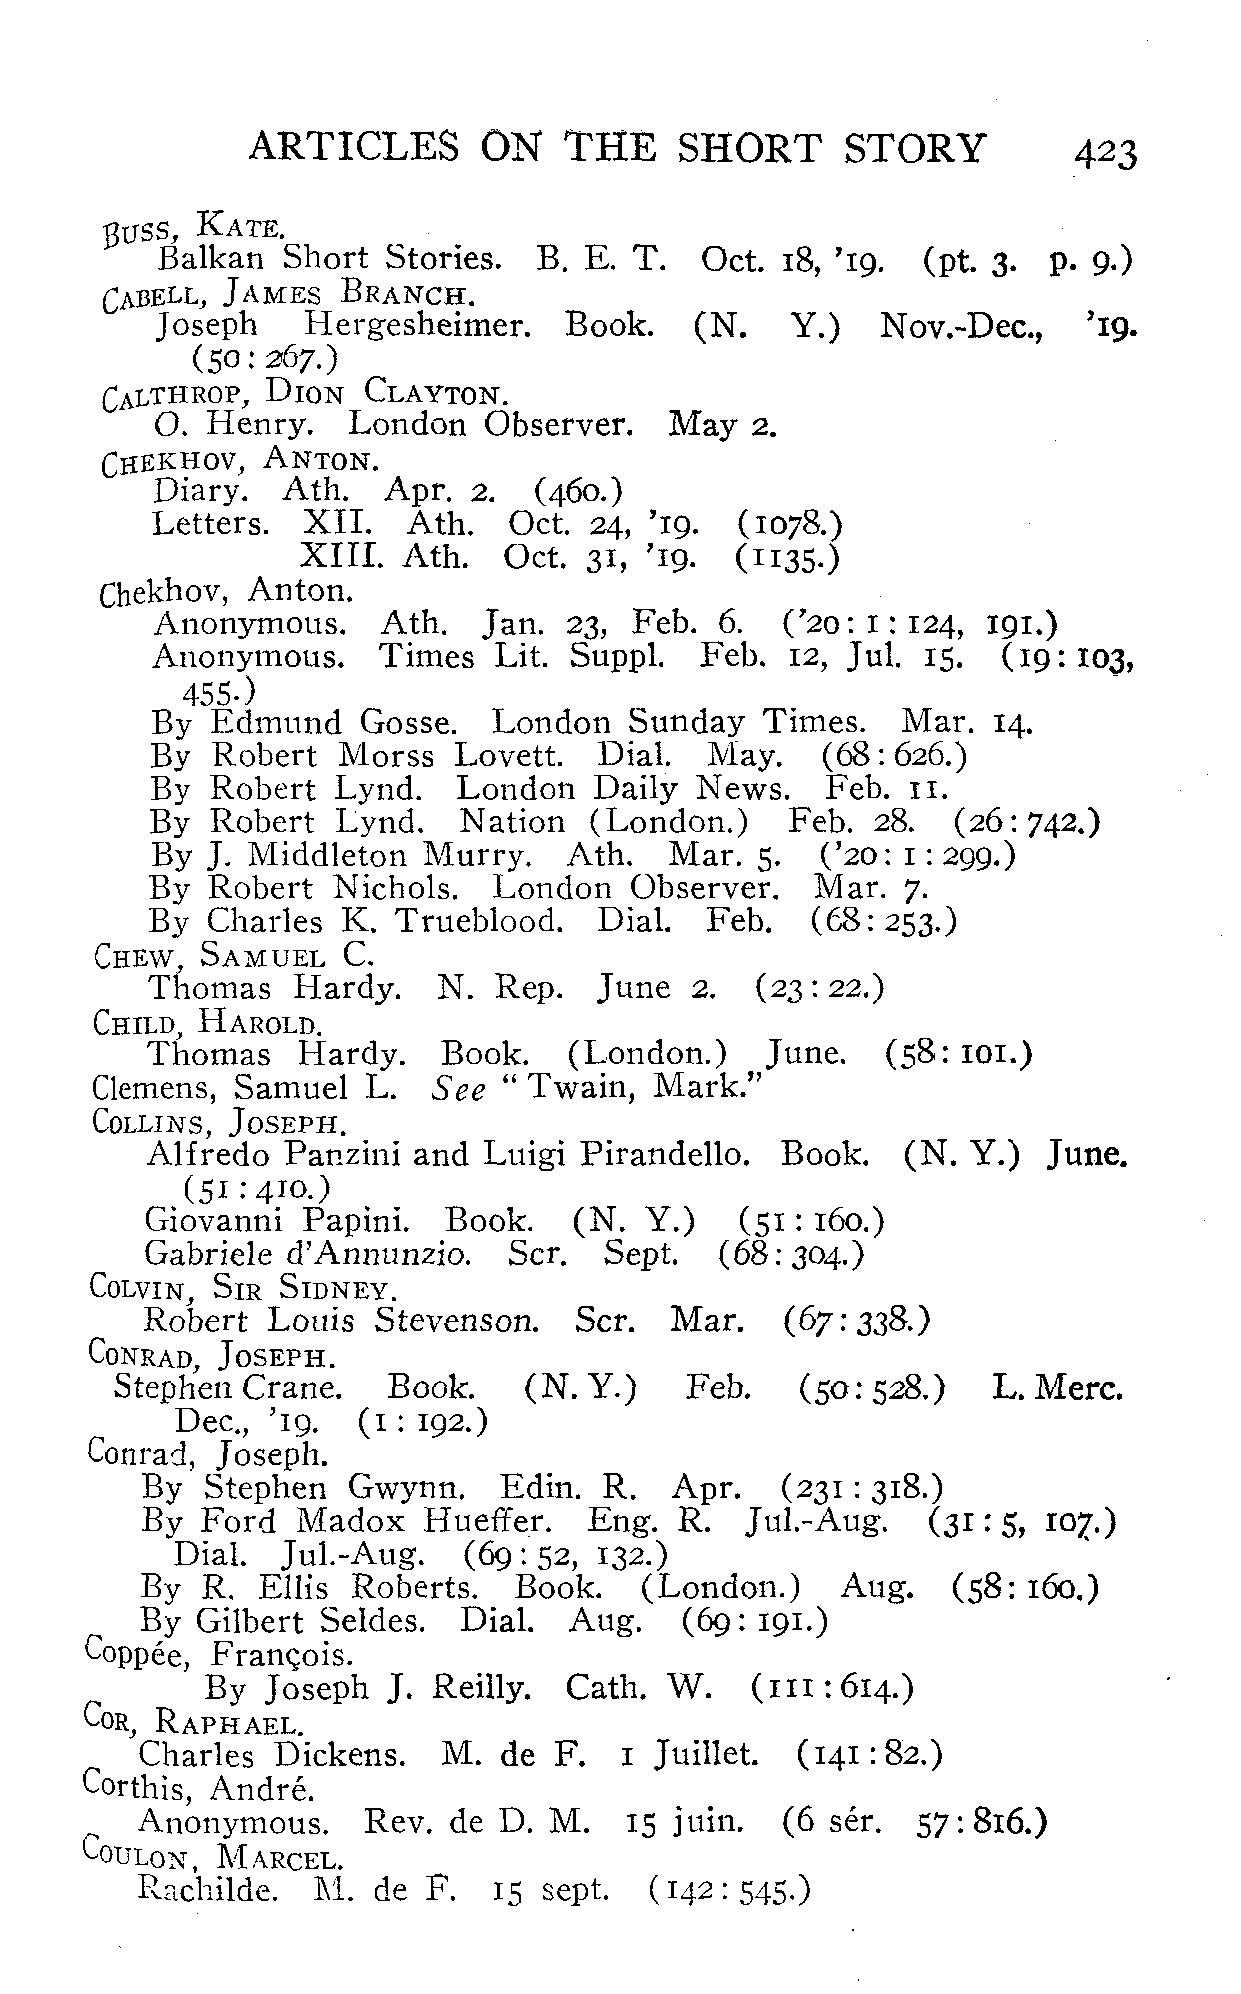 ARTICLES ON THE SHORT STORY 423
BUSS, KATE.
Balkan Short Stories. B. E. T. Oct. 18, '19. (pt. 3. p. 9.)
CABELL, JAMES BRANCH.
Joseph Hergesheimer. Book. (N. Y.) Nov.-Dec., '19.
(50: 267.)
CALTHROP, DION CLAYTON.
O. Henry. London Observer. May 2.
CHEKHOV, ANTON.
Diary. Ath. Apr. 2. (460.)
Letters. XII. Ath. Oct. 24, '19. (1078.)
XIII. Ath. Oct. 31, '19. (1135.)
Chekhov, Anton.
Anonymous. Ath. Jan. 23, Feb. 6. ('20: 1: 124, 191.)
Anonymous. Times Lit. Suppl. Feb. 12, Jul. 15. (19: 103,
455.)
By Edmund Gosse. London Sunday Times. Mar. 14.
By Robert Morss Lovett. Dial. May. (68: 626.)
By Robert Lynd. London Daily News. Feb. 11.
By Robert Lynd. Nation (London.) Feb. 28. (26: 742.)
By J. Middleton Murry. Ath. Mar. 5. ('20: 1: 299.)
By Robert Nichols. London Observer. Mar. 7.
By Charles K. Trueblood. Dial. Feb. (68: 253.)
CHEW, SAMUEL C.
Thomas Hardy. N. Rep. June 2. (23: 22.)
CHILD, HAROLD.
Thomas Hardy. Book. (London.) June. (58: 101.)
Clemens, Samuel L. See "Twain, Mark."
COLLINS, JOSEPH.
Alfredo Panzini and Luigi Pirandello. Book. (N. Y.) June.
(51: 410.)
Giovanni Papini. Book. (N. Y.) (51: 160.)
Gabriele d'Annunzio. Scr. Sept. (68: 304.)
COLVIN, SIR SIDNEY.
Robert Louis Stevenson. Scr. Mar. (67: 338.)
CONRAD, JOSEPH.
Stephen Crane. Book. (N. Y.) Feb. (50: 528.) L. Merc.
Dec., '19. (1: 192.)
Conrad, Joseph.
By Stephen Gwynn. Edin. R. Apr. (231: 318.)
By Ford Madox Hueffer. Eng. R. Jul.-Aug. (31: 5, 107.)
Dial. Jul.-Aug. (69: 52, 132.)
By R. Ellis Roberts. Book. (London.) Aug. (58: 160.)
By Gilbert Seldes. Dial. Aug. (69: 191.)
Coppée, François.
By Joseph J. Reilly. Cath. W. (111: 614.)
COR, RAPHAEL.
Charles Dickens. M. de F. 1 Juillet. (141: 82.)
Corthis, André.
Anonymous. Rev. de D. M. 15 juin. (6 sér. 57: 816.)
COULON, MARCEL.
Rachilde. M. de F. 15 sept. (142: 545.)